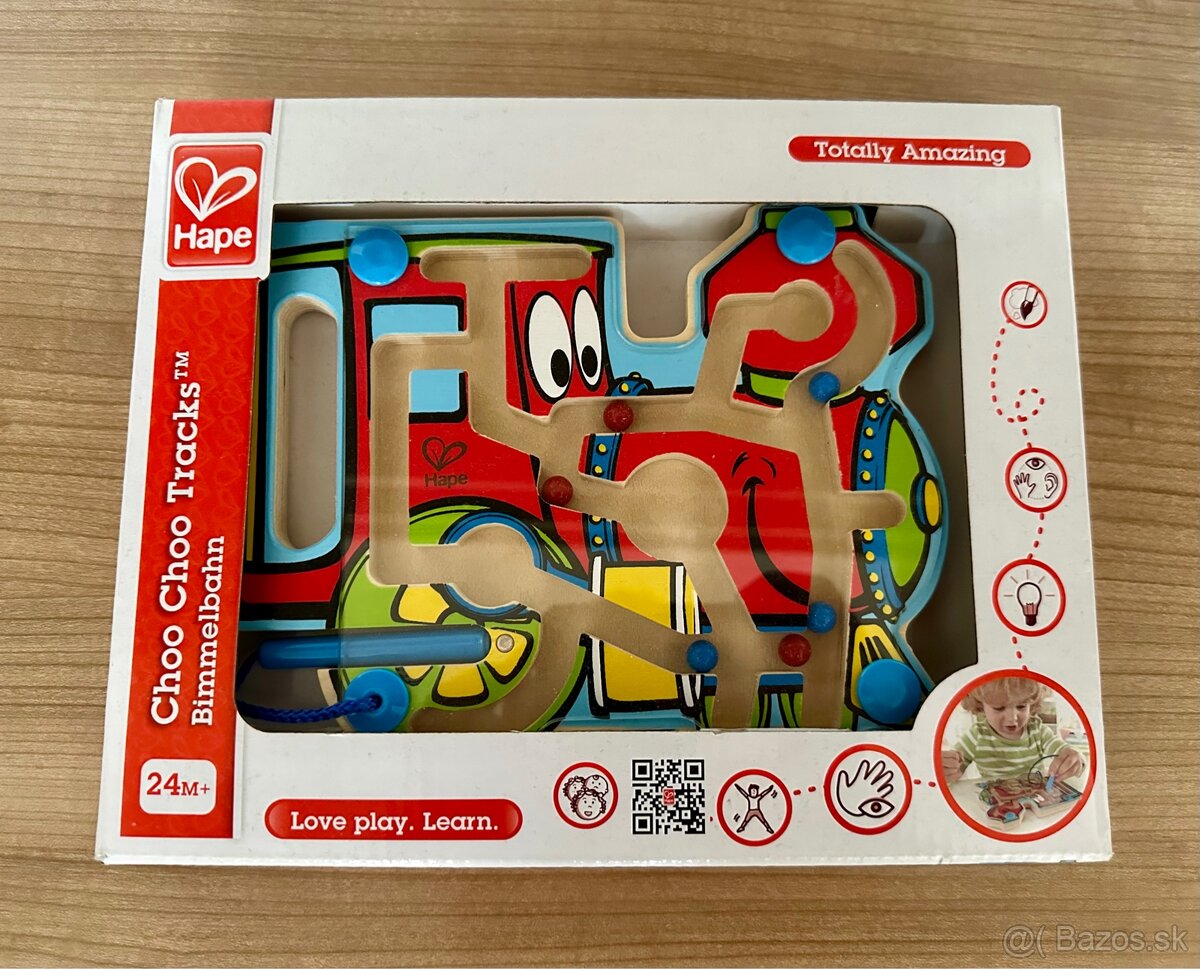 Totally Amazing
Hape
Choo Choo Tracks™
Bimmelbahn
Hape
24M+
Love play. Learn.
@( Bazos.sk